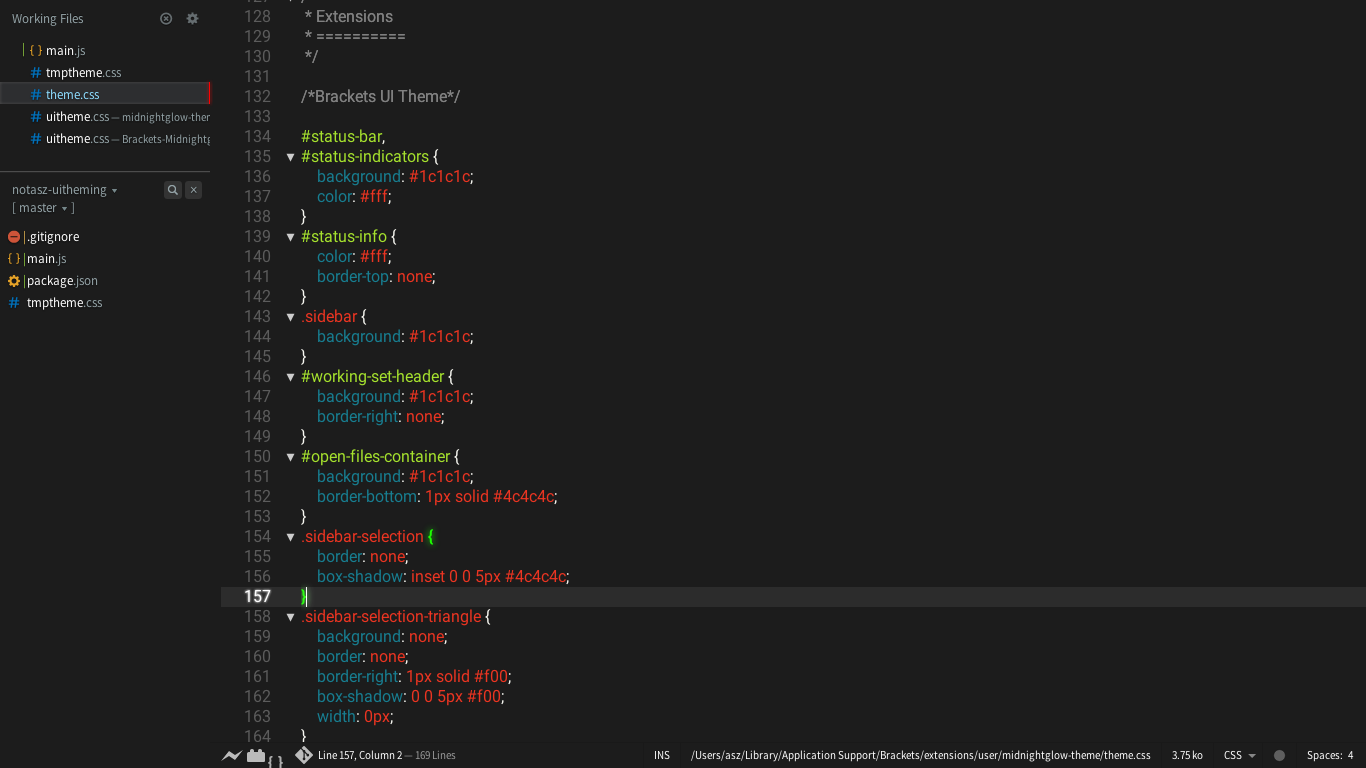 Working Files
{ } main.js
# tmptheme.css
# theme.css
# uitheme.css — midnightglow-ther
# uitheme.css — Brackets-Midnightg
notasz-uitheming
[ master ]
.gitignore
{ } main.js
package.json
# tmptheme.css
128 * Extensions
129 * ==========
130 */
131
132 /*Brackets UI Theme*/
133
134 #status-bar,
135 ▼ #status-indicators {
136 background: #1c1c1c;
137 color: #fff;
138 }
139 ▼ #status-info {
140 color: #fff;
141 border-top: none;
142 }
143 ▼ .sidebar {
144 background: #1c1c1c;
145 }
146 ▼ #working-set-header {
147 background: #1c1c1c;
148 border-right: none;
149 }
150 ▼ #open-files-container {
151 background: #1c1c1c;
152 border-bottom: 1px solid #4c4c4c;
153 }
154 ▼ .sidebar-selection {
155 border: none;
156 box-shadow: inset 0 0 5px #4c4c4c;
157 }
158 ▼ .sidebar-selection-triangle {
159 background: none;
160 border: none;
161 border-right: 1px solid #f00;
162 box-shadow: 0 0 5px #f00;
163 width: 0px;
164 }
{ } Line 157, Column 2 — 169 Lines INS /Users/asz/Library/Application Support/Brackets/extensions/user/midnightglow-theme/theme.css 3.75 ko CSS Spaces: 4